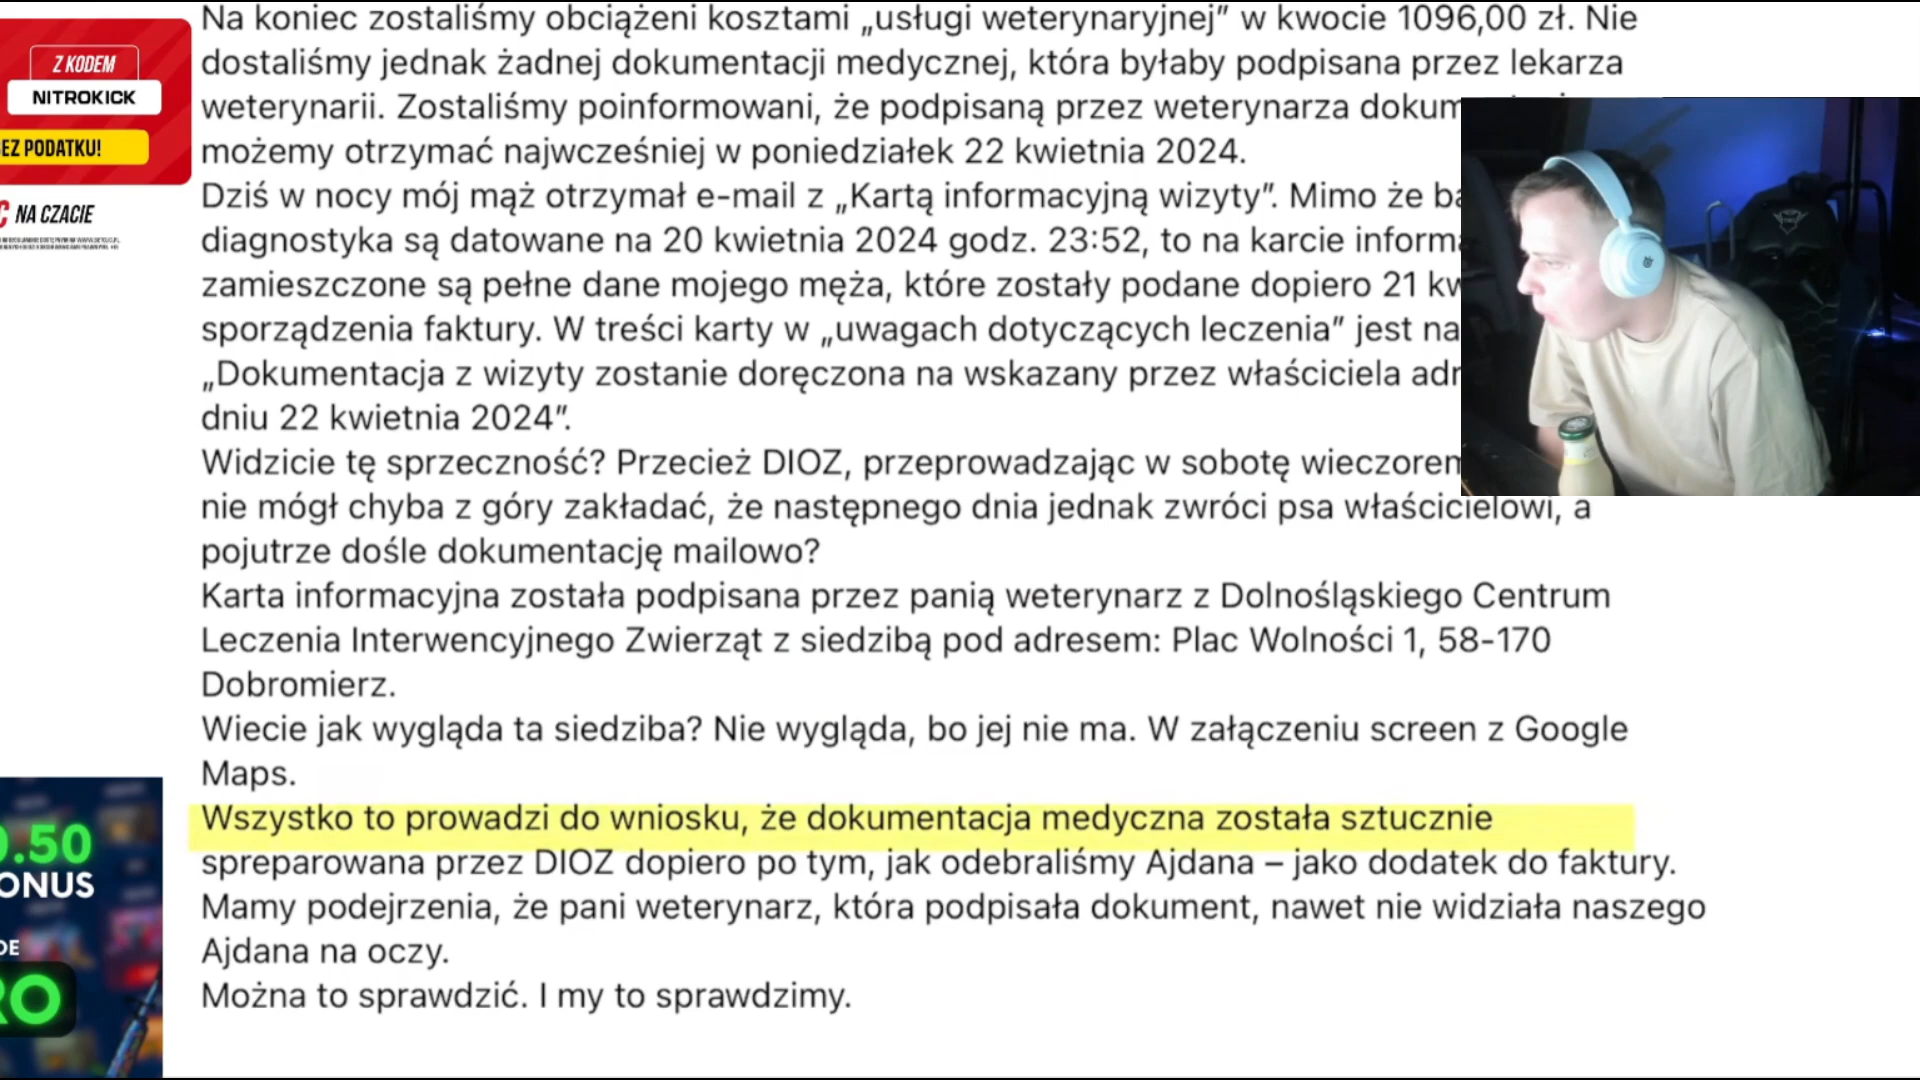 Na koniec zostaliśmy obciążeni kosztami „usługi weterynaryjnej” w kwocie 1096,00 zł. Nie
dostaliśmy jednak żadnej dokumentacji medycznej, która byłaby podpisana przez lekarza
weterynarii. Zostaliśmy poinformowani, że podpisaną przez weterynarza dokum
możemy otrzymać najwcześniej w poniedziałek 22 kwietnia 2024.
Dziś w nocy mój mąż otrzymał e-mail z „Kartą informacyjną wizyty”. Mimo że ba
diagnostyka są datowane na 20 kwietnia 2024 godz. 23:52, to na karcie inform
zamieszczone są pełne dane mojego męża, które zostały podane dopiero 21 kw
sporządzenia faktury. W treści karty w „uwagach dotyczących leczenia” jest na
„Dokumentacja z wizyty zostanie doręczona na wskazany przez właściciela adr
dniu 22 kwietnia 2024”.
Widzicie tę sprzeczność? Przecież DIOZ, przeprowadzając w sobotę wieczorem
nie mógł chyba z góry zakładać, że następnego dnia jednak zwróci psa właścicielowi, a
pojutrze dośle dokumentację mailowo?
Karta informacyjna została podpisana przez panią weterynarz z Dolnośląskiego Centrum
Leczenia Interwencyjnego Zwierząt z siedzibą pod adresem: Plac Wolności 1, 58-170
Dobromierz.
Wiecie jak wygląda ta siedziba? Nie wygląda, bo jej nie ma. W załączeniu screen z Google
Maps.
Wszystko to prowadzi do wniosku, że dokumentacja medyczna została sztucznie
spreparowana przez DIOZ dopiero po tym, jak odebraliśmy Ajdana – jako dodatek do faktury.
Mamy podejrzenia, że pani weterynarz, która podpisała dokument, nawet nie widziała naszego
Ajdana na oczy.
Można to sprawdzić. I my to sprawdzimy.
Z KODEM
NITROKICK
EZ PODATKU!
C NA CZACIE
0.50
ONUS
DE
RO